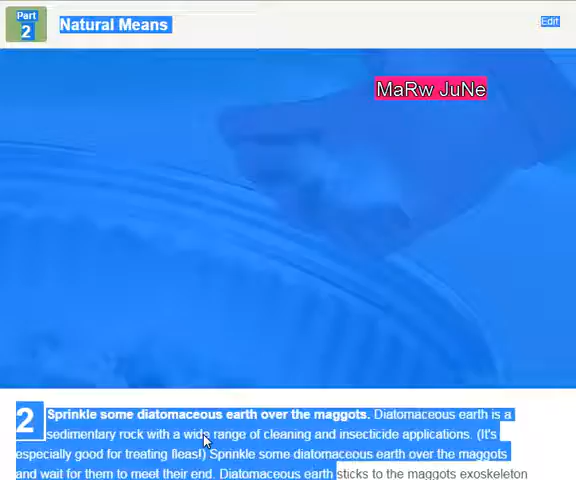 Part
2
Natural Means
Edit
MaRw JuNe
2
Sprinkle some diatomaceous earth over the maggots. Diatomaceous earth is a
sedimentary rock with a wide range of cleaning and insecticide applications. (It's
especially good for treating fleas!) Sprinkle some diatomaceous earth over the maggots
and wait for them to meet their end. Diatomaceous earth sticks to the maggots exoskeleton